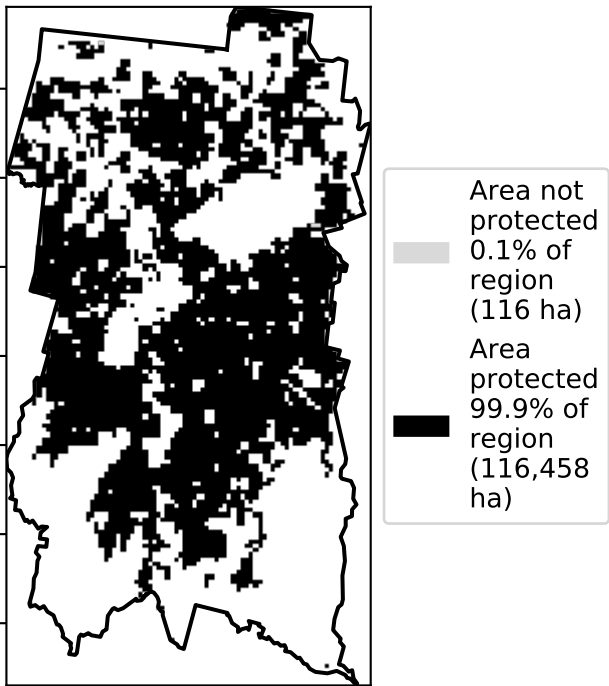 Area not
protected
0.1% of
region
(116 ha)
Area
protected
99.9% of
region
(116,458
ha)